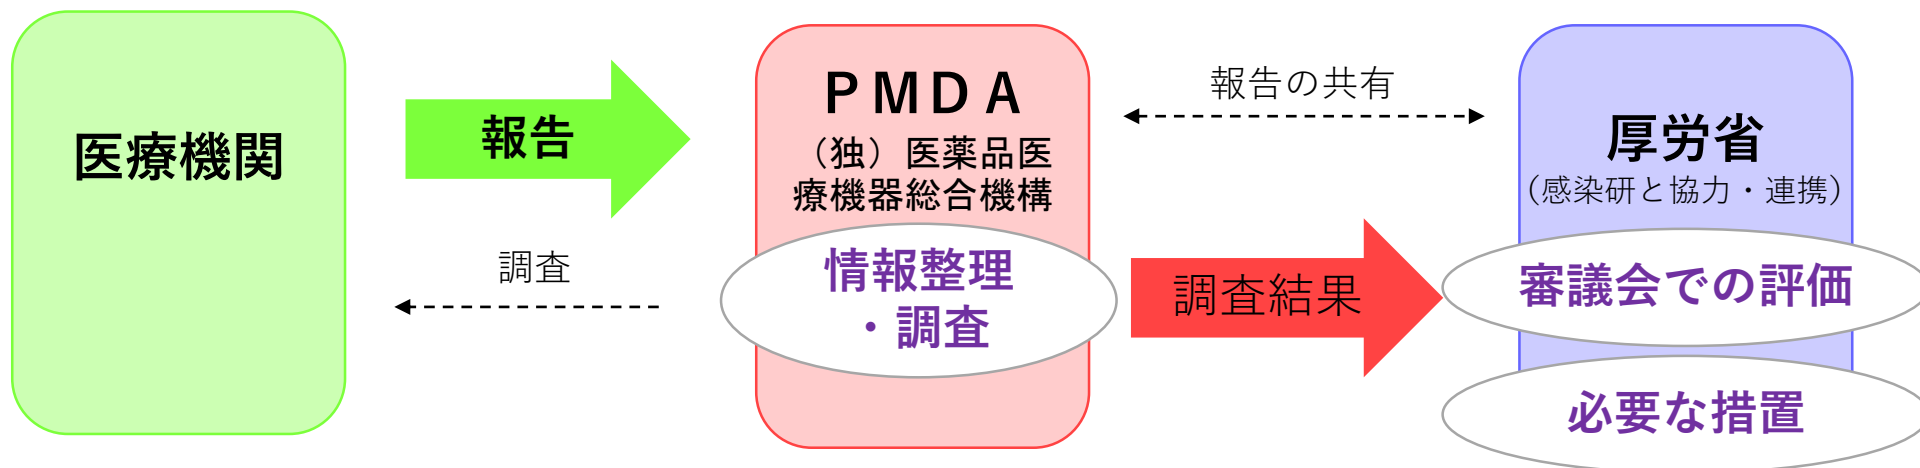 医療機関
報告
調査
ＰＭＤＡ
（独）医薬品医
療機器総合機構
情報整理
・調査
報告の共有
調査結果
厚労省
（感染研と協力・連携）
審議会での評価
必要な措置